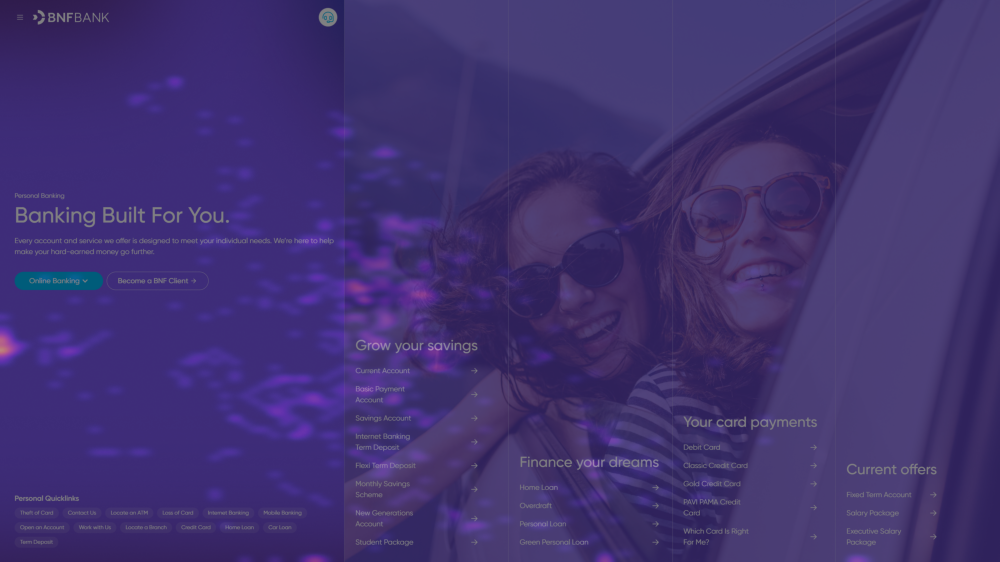 BNFBANK
Personal Banking
Banking Built For You.
Every account and service we offer is designed to meet your individual needs. We're here to help
make your hard-earned money go further.
Online Banking
Become a BNF Client →
Personal Quicklinks
Theft of Card
Contact Us
Locate an ATM
Loss of Card
Internet Banking
Mobile Banking
Open an Account
Work with Us
Locate a Branch
Credit Card
Home Loan
Car Loan
Term Deposit
Grow your savings
Current Account →
Basic Payment
Account →
Savings Account →
Internet Banking
Term Deposit →
Flexi Term Deposit →
Monthly Savings
Scheme →
New Generations
Account →
Student Package →
Finance your dreams
Home Loan →
Overdraft →
Personal Loan →
Green Personal Loan →
Your card payments
Debit Card →
Classic Credit Card →
Gold Credit Card →
PAVI PAMA Credit
Card →
Which Card Is Right
For Me? →
Current offers
Fixed Term Account →
Salary Package →
Executive Salary
Package →